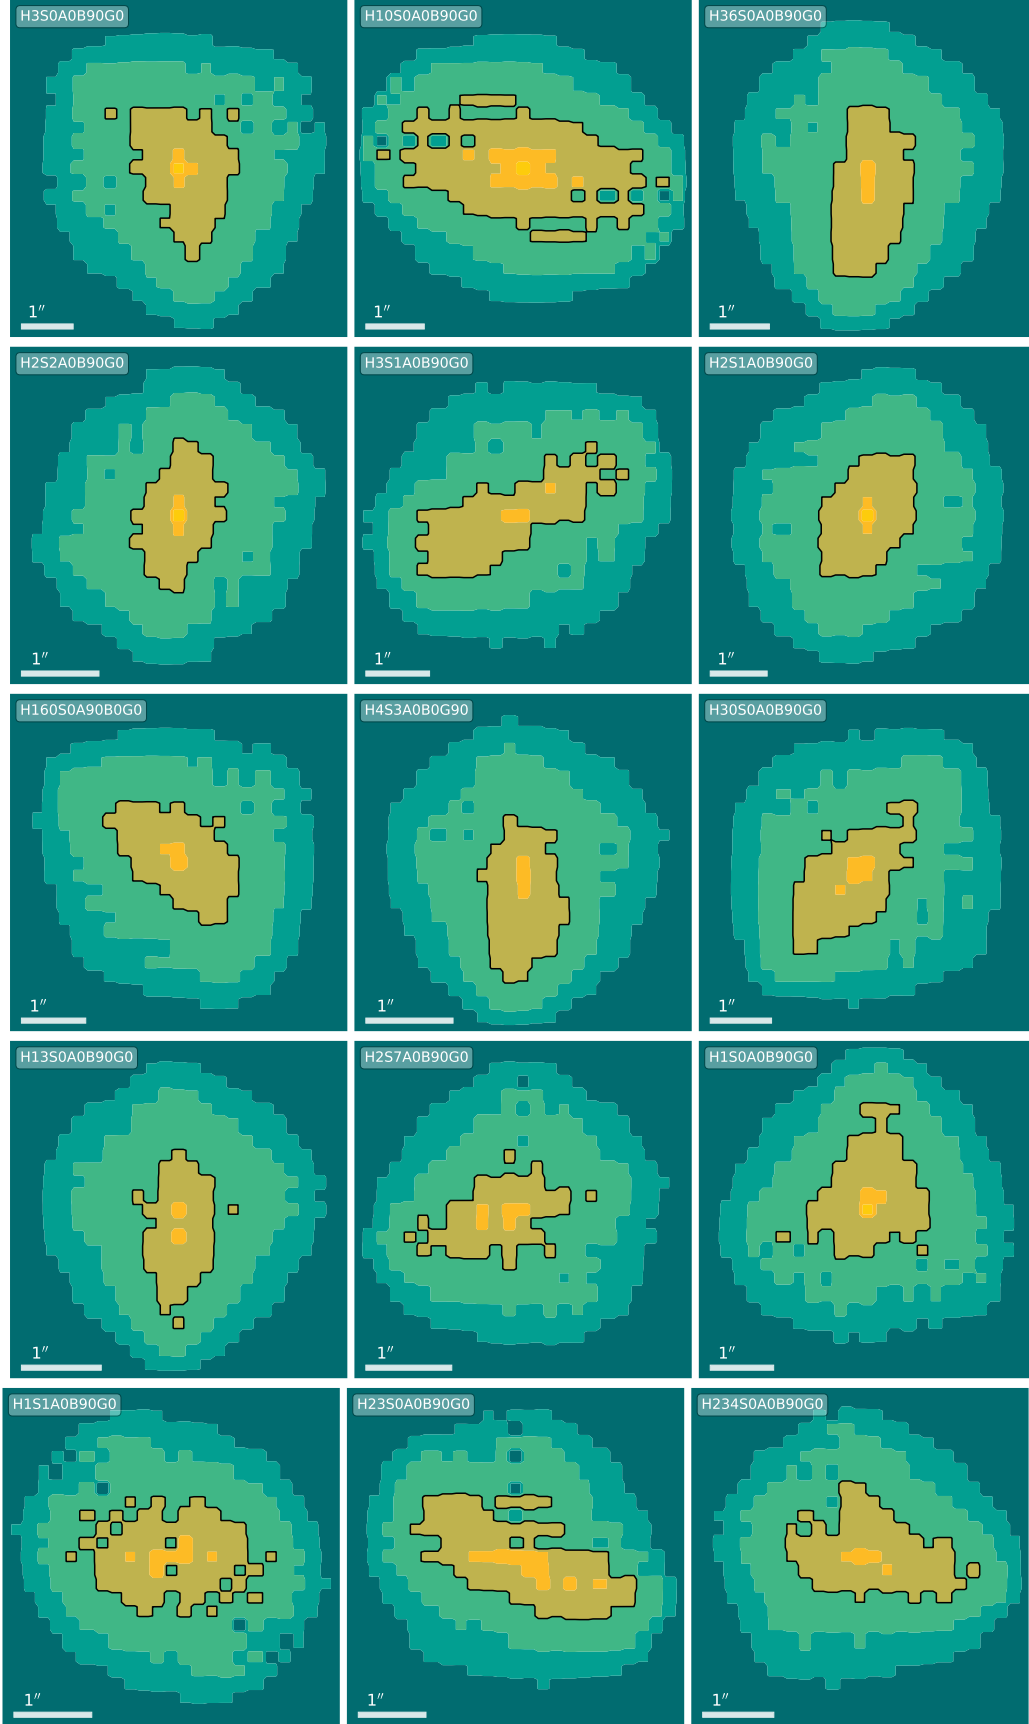 H3S0A0B90G0
H10S0A0B90G0
H36S0A0B90G0
1″
1″
1″
H2S2A0B90G0
H3S1A0B90G0
H2S1A0B90G0
1″
1″
1″
H160S0A90B0G0
H4S3A0B0G90
H30S0A0B90G0
1″
1″
1″
H13S0A0B90G0
H2S7A0B90G0
H1S0A0B90G0
1″
1″
1″
H1S1A0B90G0
H23S0A0B90G0
H234S0A0B90G0
1″
1″
1″